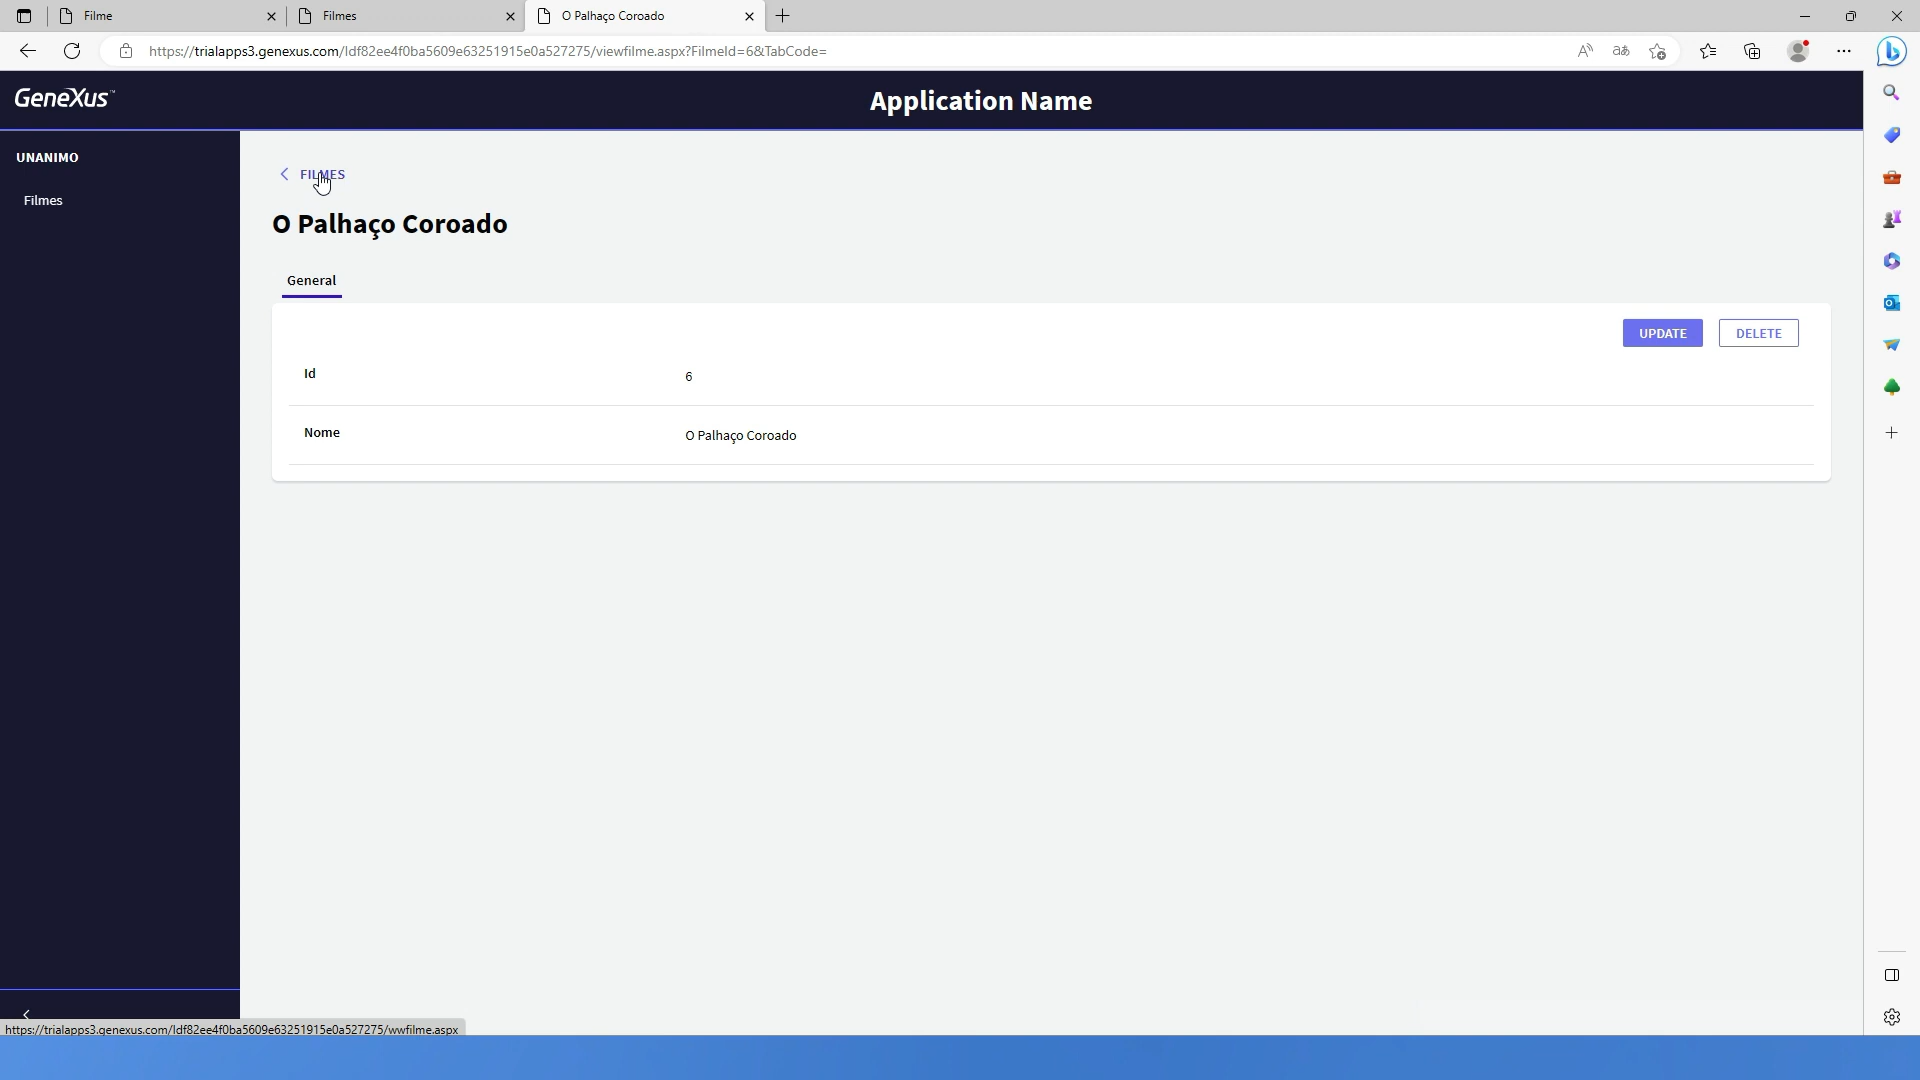 Filme
Filmes
O Palhaço Coroado
https://trialapps3.genexus.com/Idf82ee4f0ba5609e63251915e0a527275/viewfilme.aspx?FilmeId=6&TabCode=
GeneXus™
Application Name
UNANIMO
Filmes
FILMES
O Palhaço Coroado
General
UPDATE
DELETE
Id
6
Nome
O Palhaço Coroado
https://trialapps3.genexus.com/Idf82ee4f0ba5609e63251915e0a527275/wwfilme.aspx